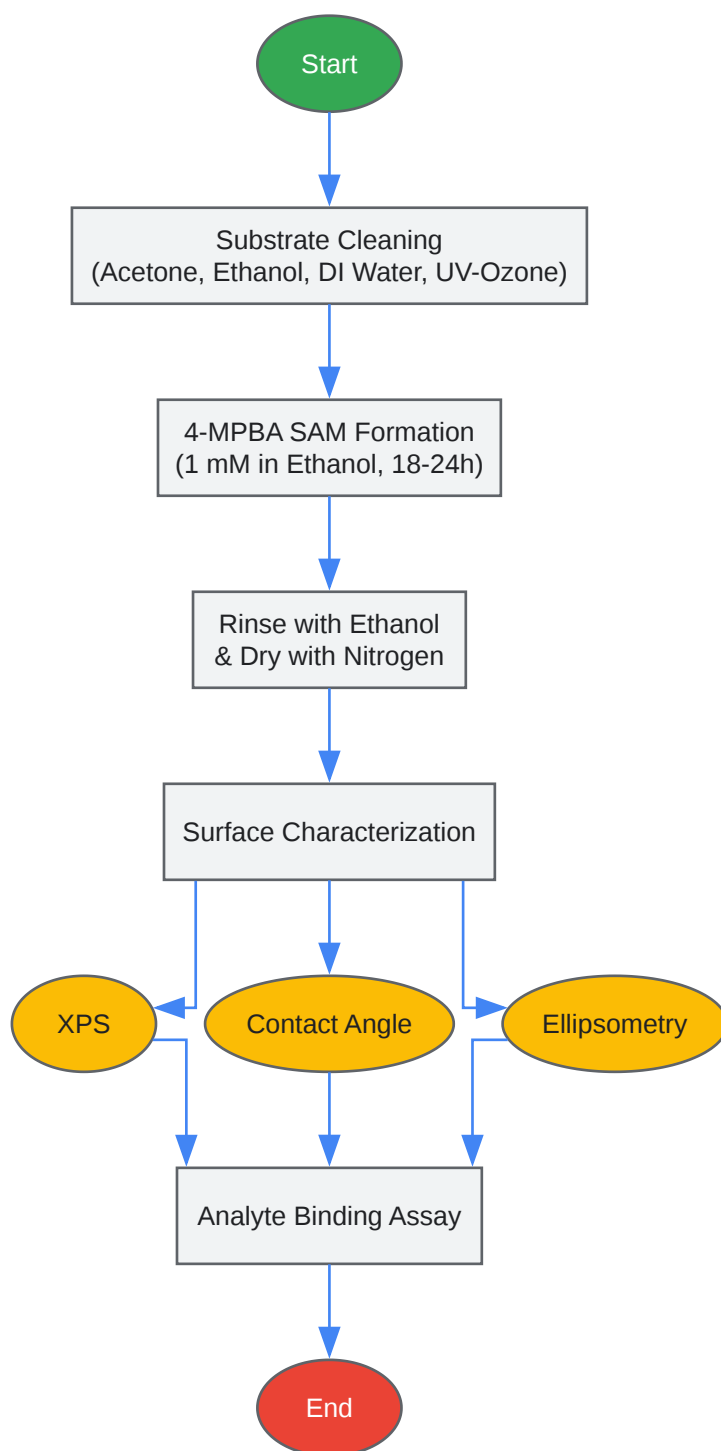 Start
Substrate Cleaning
(Acetone, Ethanol, DI Water, UV-Ozone)
4-MPBA SAM Formation
(1 mM in Ethanol, 18-24h)
Rinse with Ethanol
& Dry with Nitrogen
Surface Characterization
XPS
Contact Angle
Ellipsometry
Analyte Binding Assay
End